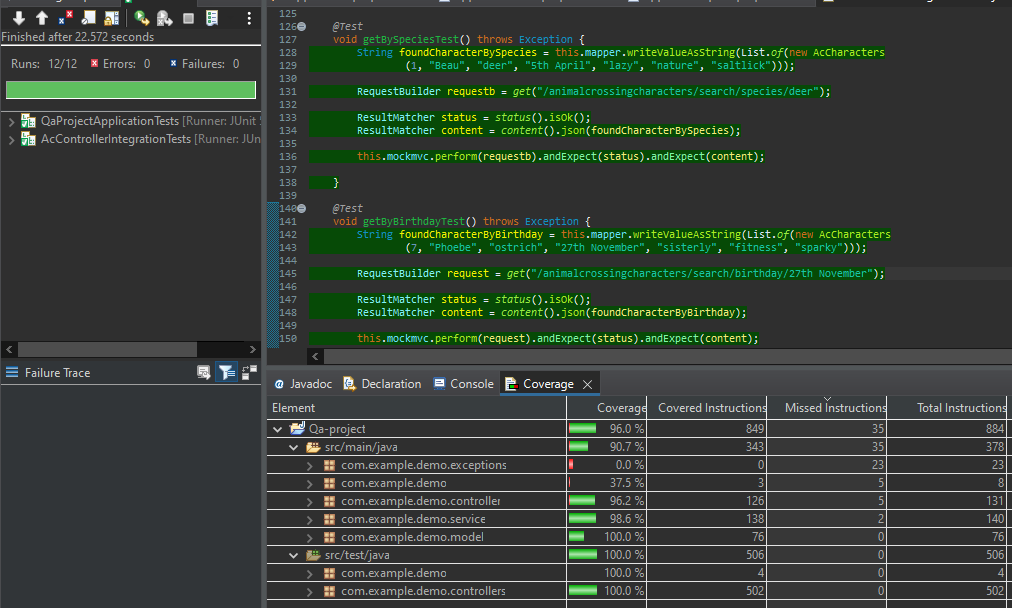 Finished after 22.572 seconds
Runs: 12/12 Errors: 0 Failures: 0
QaProjectApplicationTests [Runner: JUnit
AcControllerIntegrationTests [Runner: JUn
Failure Trace
125
126 @Test
127 void getBySpeciesTest() throws Exception {
128 String foundCharacterBySpecies = this.mapper.writeValueAsString(List.of(new AcCharacters
129 (1, "Beau", "deer", "5th April", "lazy", "nature", "saltlick")));
130
131 RequestBuilder requestb = get("/animalcrossingcharacters/search/species/deer");
132
133 ResultMatcher status = status().isOk();
134 ResultMatcher content = content().json(foundCharacterBySpecies);
135
136 this.mockmvc.perform(requestb).andExpect(status).andExpect(content);
137
138 }
139
140 @Test
141 void getByBirthdayTest() throws Exception {
142 String foundCharacterByBirthday = this.mapper.writeValueAsString(List.of(new AcCharacters
143 (7, "Phoebe", "ostrich", "27th November", "sisterly", "fitness", "sparky")));
144
145 RequestBuilder request = get("/animalcrossingcharacters/search/birthday/27th November");
146
147 ResultMatcher status = status().isOk();
148 ResultMatcher content = content().json(foundCharacterByBirthday);
149
150 this.mockmvc.perform(request).andExpect(status).andExpect(content);
@ Javadoc Declaration Console Coverage
Element Coverage Covered Instructions Missed Instructions Total Instructions
Qa-project 96.0 % 849 35 884
src/main/java 90.7 % 343 35 378
com.example.demo.exceptions 0.0 % 0 23 23
com.example.demo 37.5 % 3 5 8
com.example.demo.controller 96.2 % 126 5 131
com.example.demo.service 98.6 % 138 2 140
com.example.demo.model 100.0 % 76 0 76
src/test/java 100.0 % 506 0 506
com.example.demo 100.0 % 4 0 4
com.example.demo.controllers 100.0 % 502 0 502